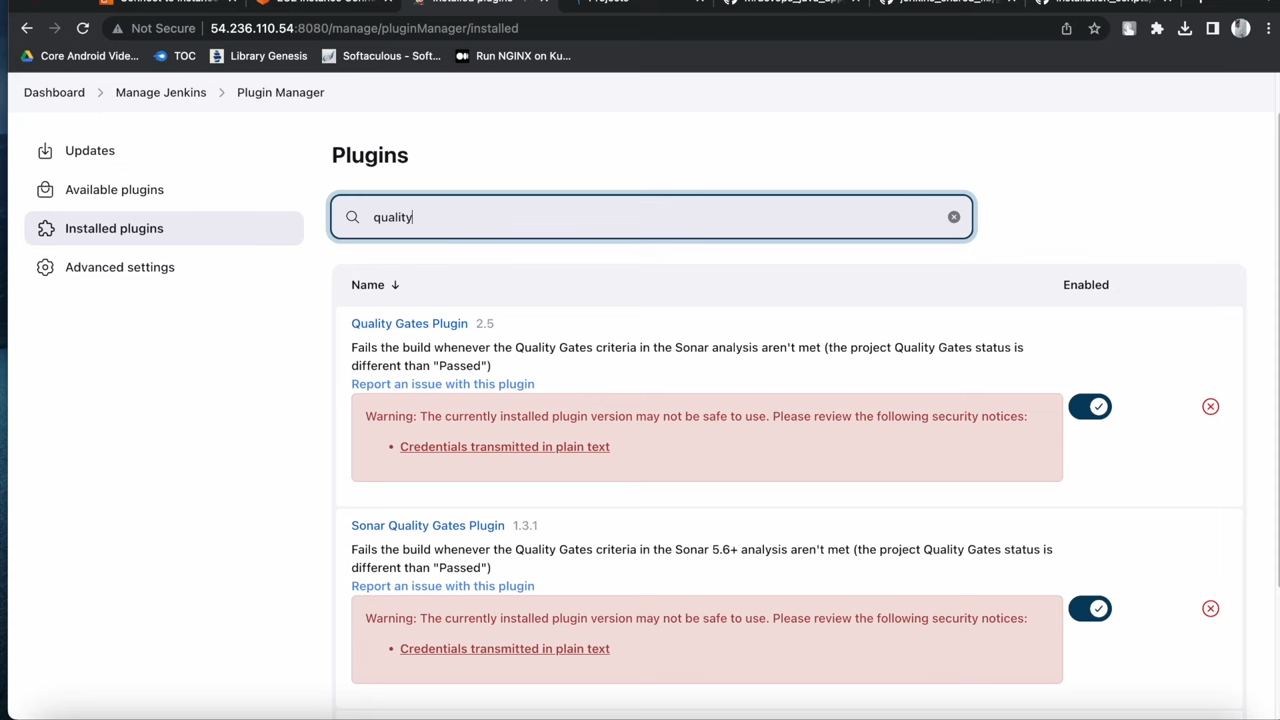 Not Secure 54.236.110.54:8080/manage/pluginManager/installed
Core Android Vide... TOC Library Genesis Softaculous - Soft... Run NGINX on Ku...
Dashboard Manage Jenkins Plugin Manager
Updates
Available plugins
Installed plugins
Advanced settings
Plugins
quality
Name Enabled
Quality Gates Plugin 2.5
Fails the build whenever the Quality Gates criteria in the Sonar analysis aren't met (the project Quality Gates status is
different than "Passed")
Report an issue with this plugin
Warning: The currently installed plugin version may not be safe to use. Please review the following security notices:
• Credentials transmitted in plain text
Sonar Quality Gates Plugin 1.3.1
Fails the build whenever the Quality Gates criteria in the Sonar 5.6+ analysis aren't met (the project Quality Gates status is
different than "Passed")
Report an issue with this plugin
Warning: The currently installed plugin version may not be safe to use. Please review the following security notices:
• Credentials transmitted in plain text